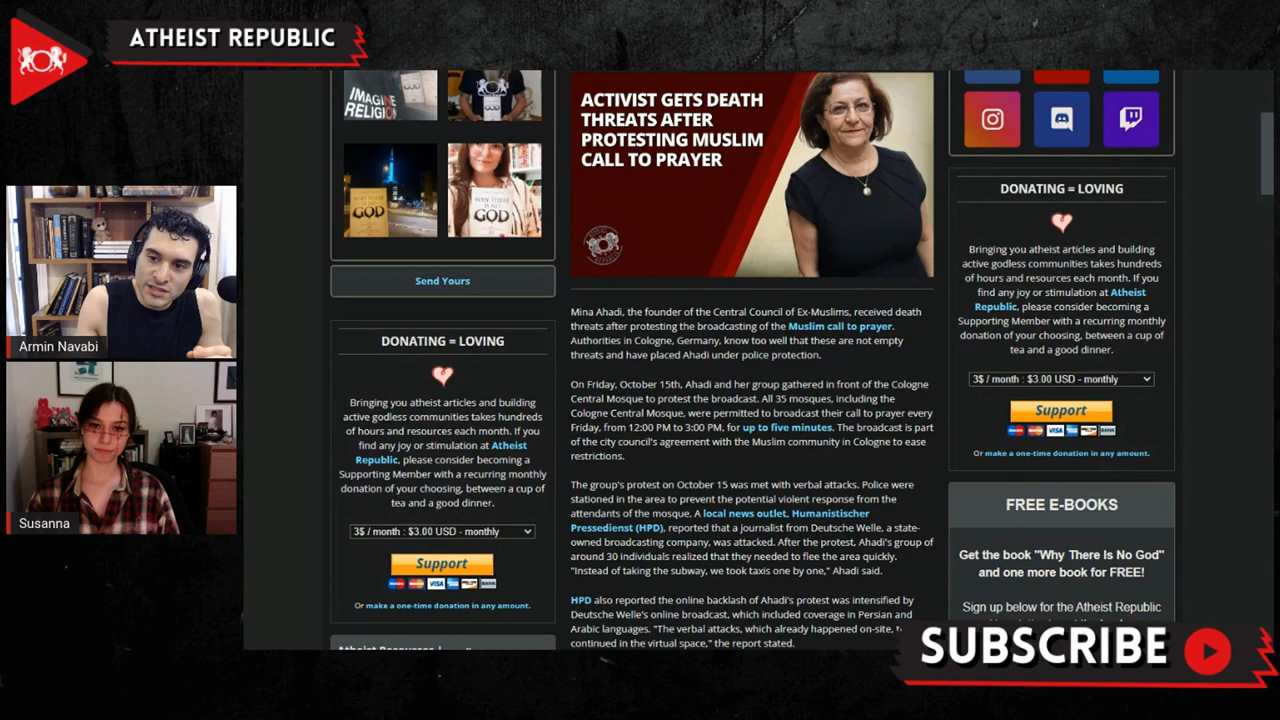 ATHEIST REPUBLIC
IMAGINE
RELIGION
WHY THERE
IS NO
GOD
WHY THERE
IS NO
GOD
Send Yours
DONATING = LOVING
Bringing you atheist articles and building
active godless communities takes hundreds
of hours and resources each month. If you
find any joy or stimulation at Atheist
Republic, please consider becoming a
Supporting Member with a recurring monthly
donation of your choosing, between a cup of
tea and a good dinner.
3$ / month : $3.00 USD - monthly
Support
VISA
BANK
Or make a one-time donation in any amount.
ACTIVIST GETS DEATH
THREATS AFTER
PROTESTING MUSLIM
CALL TO PRAYER
Mina Ahadi, the founder of the Central Council of Ex-Muslims, received death
threats after protesting the broadcasting of the Muslim call to prayer.
Authorities in Cologne, Germany, know too well that these are not empty
threats and have placed Ahadi under police protection.
On Friday, October 15th, Ahadi and her group gathered in front of the Cologne
Central Mosque to protest the broadcast. All 35 mosques, including the
Cologne Central Mosque, were permitted to broadcast their call to prayer every
Friday, from 12:00 PM to 3:00 PM, for up to five minutes. The broadcast is part
of the city council's agreement with the Muslim community in Cologne to ease
restrictions.
The group's protest on October 15 was met with verbal attacks. Police were
stationed in the area to prevent the potential violent response from the
attendants of the mosque. A local news outlet, Humanistischer
Pressedienst (HPD), reported that a journalist from Deutsche Welle, a state-
owned broadcasting company, was attacked. After the protest, Ahadi's group of
around 30 individuals realized that they needed to flee the area quickly.
"Instead of taking the subway, we took taxis one by one," Ahadi said.
HPD also reported the online backlash of Ahadi's protest was intensified by
Deutsche Welle's online broadcast, which included coverage in Persian and
Arabic languages. "The verbal attacks, which already happened on-site,
continued in the virtual space," the report stated.
DONATING = LOVING
Bringing you atheist articles and building
active godless communities takes hundreds
of hours and resources each month. If you
find any joy or stimulation at Atheist
Republic, please consider becoming a
Supporting Member with a recurring monthly
donation of your choosing, between a cup of
tea and a good dinner.
3$ / month : $3.00 USD - monthly
Support
VISA
BANK
Or make a one-time donation in any amount.
FREE E-BOOKS
Get the book "Why There Is No God"
and one more book for FREE!
Sign up below for the Atheist Republic
Armin Navabi
Susanna
SUBSCRIBE